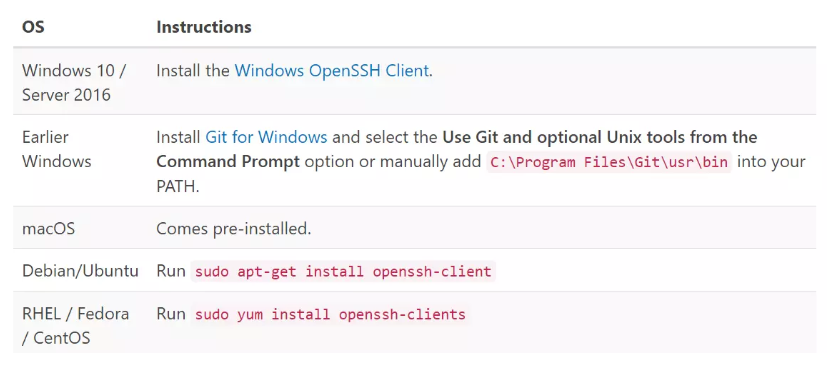 OS Instructions
Windows 10 / Install the Windows OpenSSH Client.
Server 2016
Earlier Install Git for Windows and select the Use Git and optional Unix tools from the
Windows Command Prompt option or manually add C:\Program Files\Git\usr\bin into your
PATH.
macOS Comes pre-installed.
Debian/Ubuntu Run sudo apt-get install openssh-client
RHEL / Fedora Run sudo yum install openssh-clients
/ CentOS